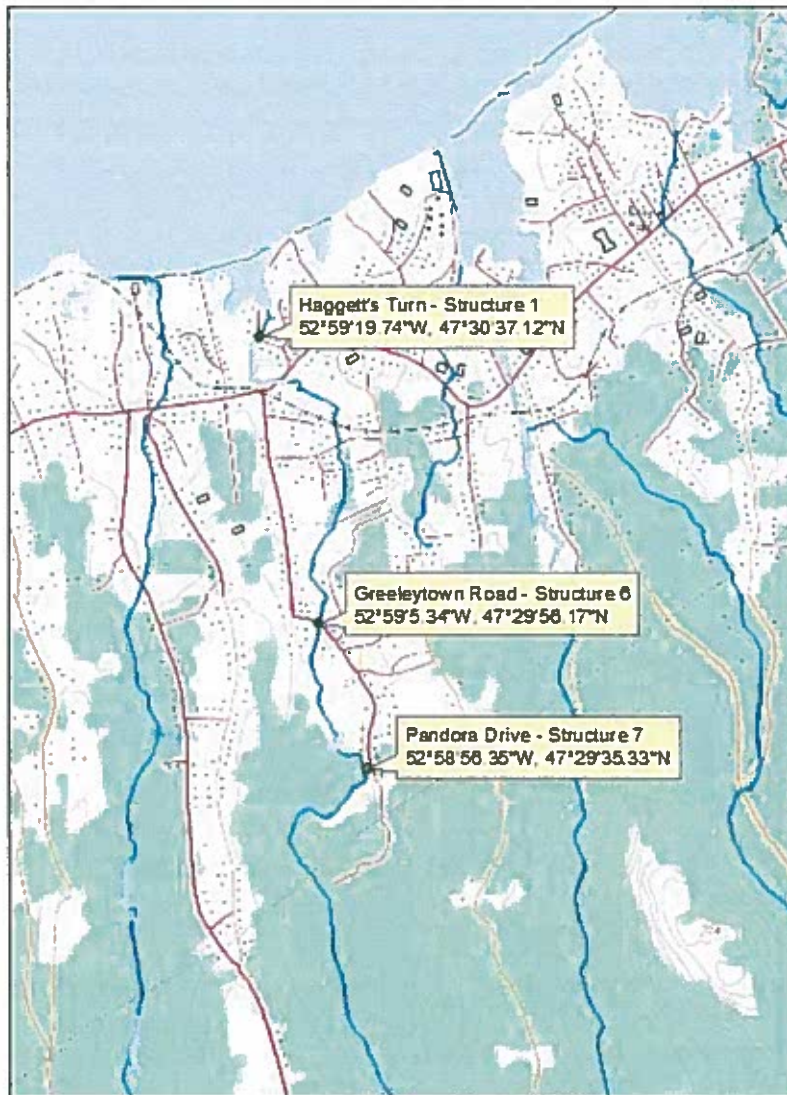 Haggett's Turn - Structure 1
52°59'19.74"W, 47°30'37.12"N
Greeleytown Road - Structure 6
52°59'5.34"W, 47°29'56.17"N
Pandora Drive - Structure 7
52°58'56.35"W, 47°29'35.33"N